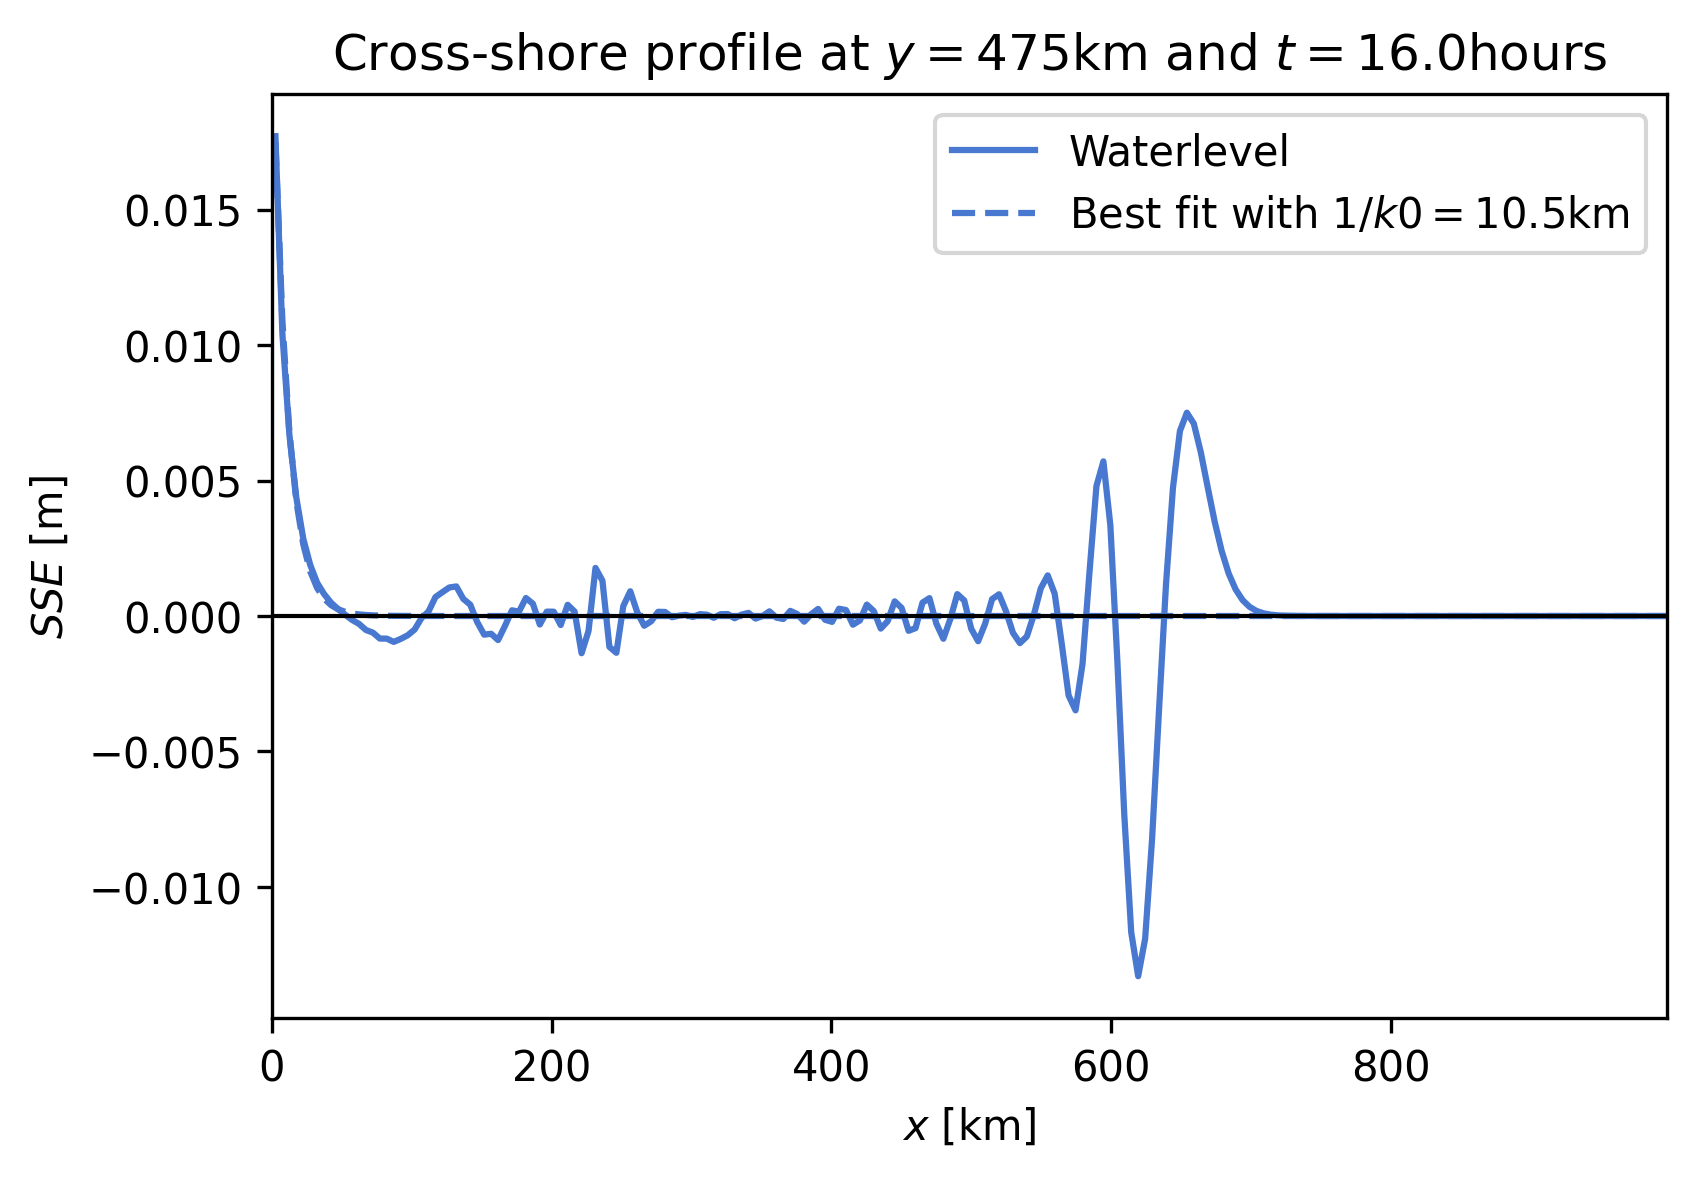 Cross-shore profile at y = 475km and t = 16.0hours
Waterlevel
Best fit with 1/k0 = 10.5km
SSE [m]
0.015
0.010
0.005
0.000
−0.005
−0.010
0 200 400 600 800
x [km]